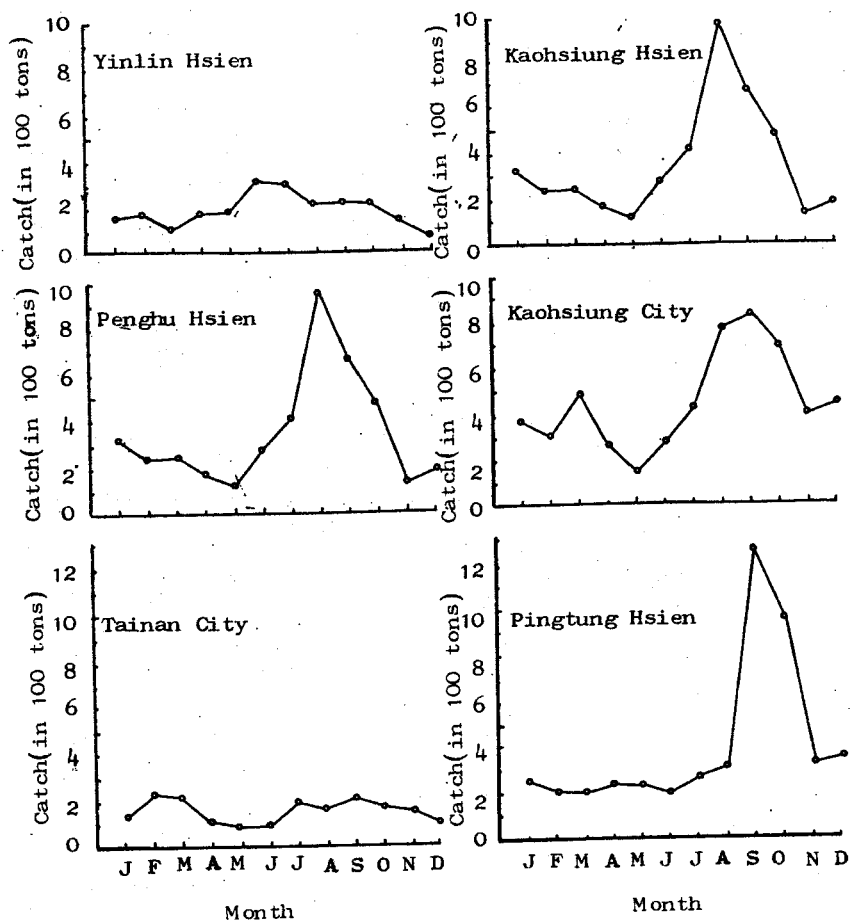 Yinlin Hsien
Catch(in 100 tons)
10
8
6
4
2
0
Kaohsiung Hsien
Catch(in 100 tons)
10
8
6
4
2
0
Penghu Hsien
Catch(in 100 tons)
10
8
6
4
2
0
Kaohsiung City
Catch(in 100 tons)
10
8
6
4
2
0
Tainan City
Catch(in 100 tons)
12
10
8
6
4
2
0
J F M A M J J A S O N D
Month
Pingtung Hsien
Catch(in 100 tons)
12
10
8
6
4
2
0
J F M A M J J A S O N D
Month